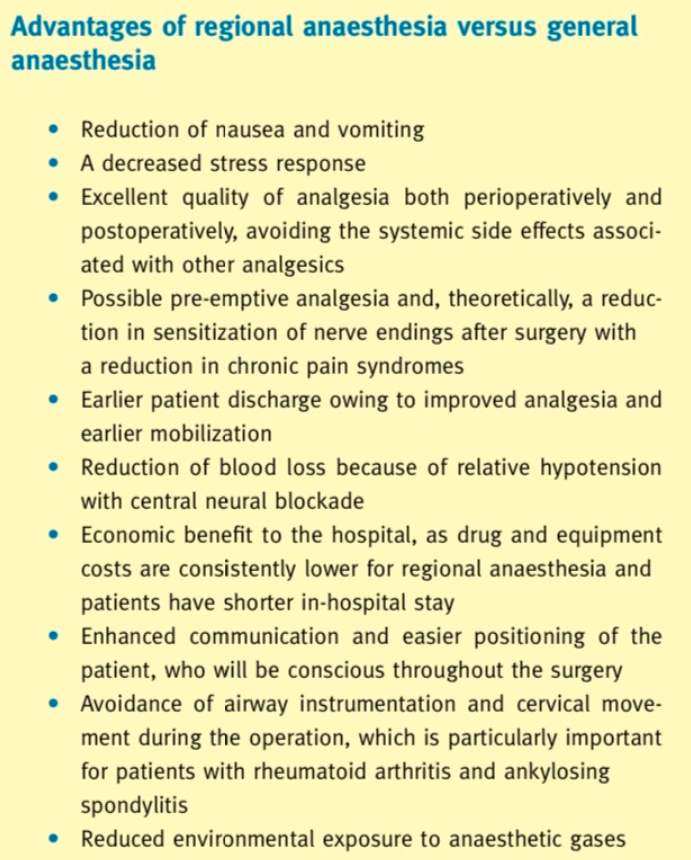 Advantages of regional anaesthesia versus general
anaesthesia
• Reduction of nausea and vomiting
• A decreased stress response
• Excellent quality of analgesia both perioperatively and
postoperatively, avoiding the systemic side effects associ-
ated with other analgesics
• Possible pre-emptive analgesia and, theoretically, a reduc-
tion in sensitization of nerve endings after surgery with
a reduction in chronic pain syndromes
• Earlier patient discharge owing to improved analgesia and
earlier mobilization
• Reduction of blood loss because of relative hypotension
with central neural blockade
• Economic benefit to the hospital, as drug and equipment
costs are consistently lower for regional anaesthesia and
patients have shorter in-hospital stay
• Enhanced communication and easier positioning of the
patient, who will be conscious throughout the surgery
• Avoidance of airway instrumentation and cervical move-
ment during the operation, which is particularly important
for patients with rheumatoid arthritis and ankylosing
spondylitis
• Reduced environmental exposure to anaesthetic gases